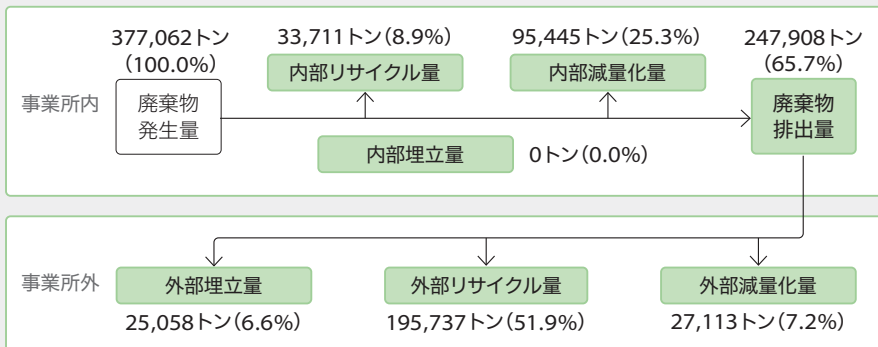 377,062トン
(100.0%)
33,711トン(8.9%)
95,445トン(25.3%)
247,908トン
(65.7%)
内部リサイクル量
内部減量化量
事業所内
廃棄物
発生量
廃棄物
排出量
内部埋立量
0トン(0.0%)
事業所外
外部埋立量
外部リサイクル量
外部減量化量
25,058トン(6.6%)
195,737トン(51.9%)
27,113トン(7.2%)